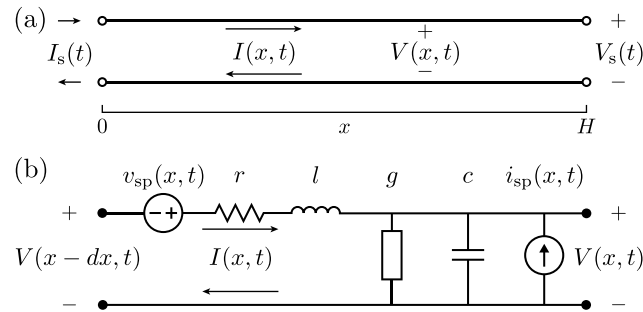 (a)
+
I_s(t) I(x, t) V(x, t) V_s(t)
+
− −
0 x H
(b)
v_sp(x, t) r l g c i_sp(x, t)
+ − + +
V(x − dx, t) I(x, t) V(x, t)
− −